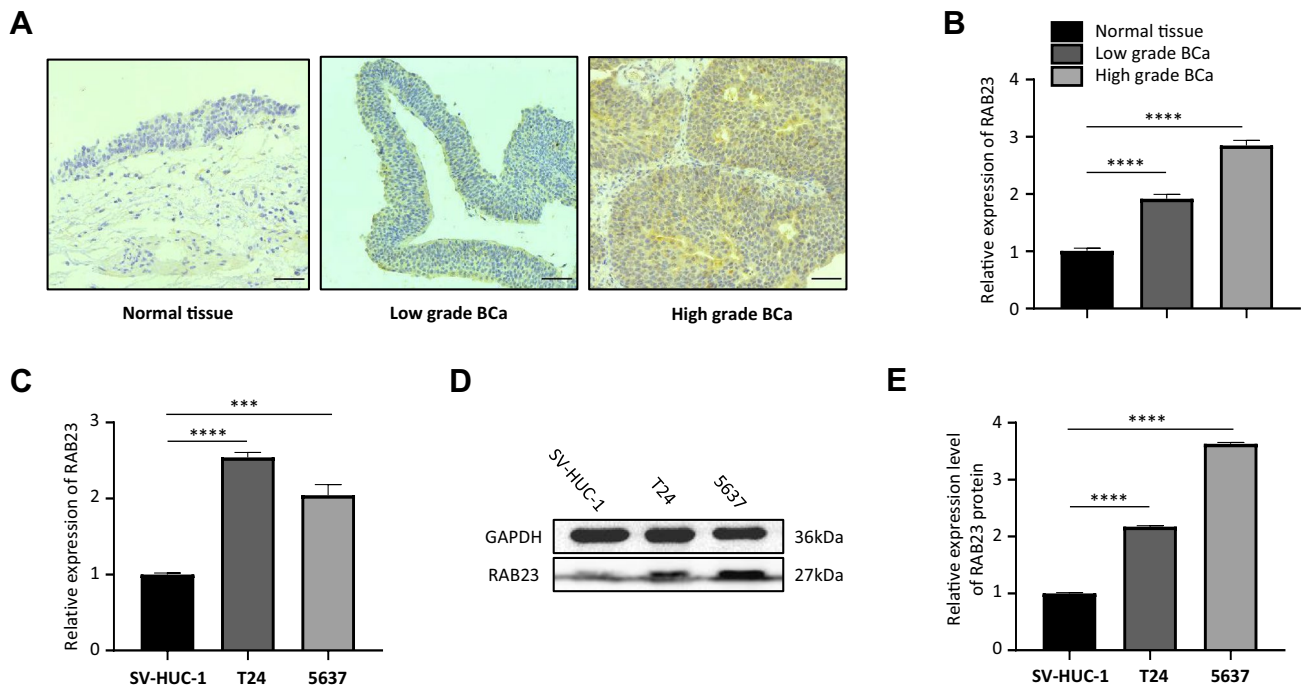 A
Normal tissue
Low grade BCa
High grade BCa
B
Normal tissue
Low grade BCa
High grade BCa
Relative expression of RAB23
4
3
2
1
0
****
****
C
Relative expression of RAB23
3
2
1
0
***
****
SV-HUC-1 T24 5637
D
SV-HUC-1 T24 5637
GAPDH 36kDa
RAB23 27kDa
E
Relative expression level
of RAB23 protein
4
3
2
1
0
****
****
SV-HUC-1 T24 5637